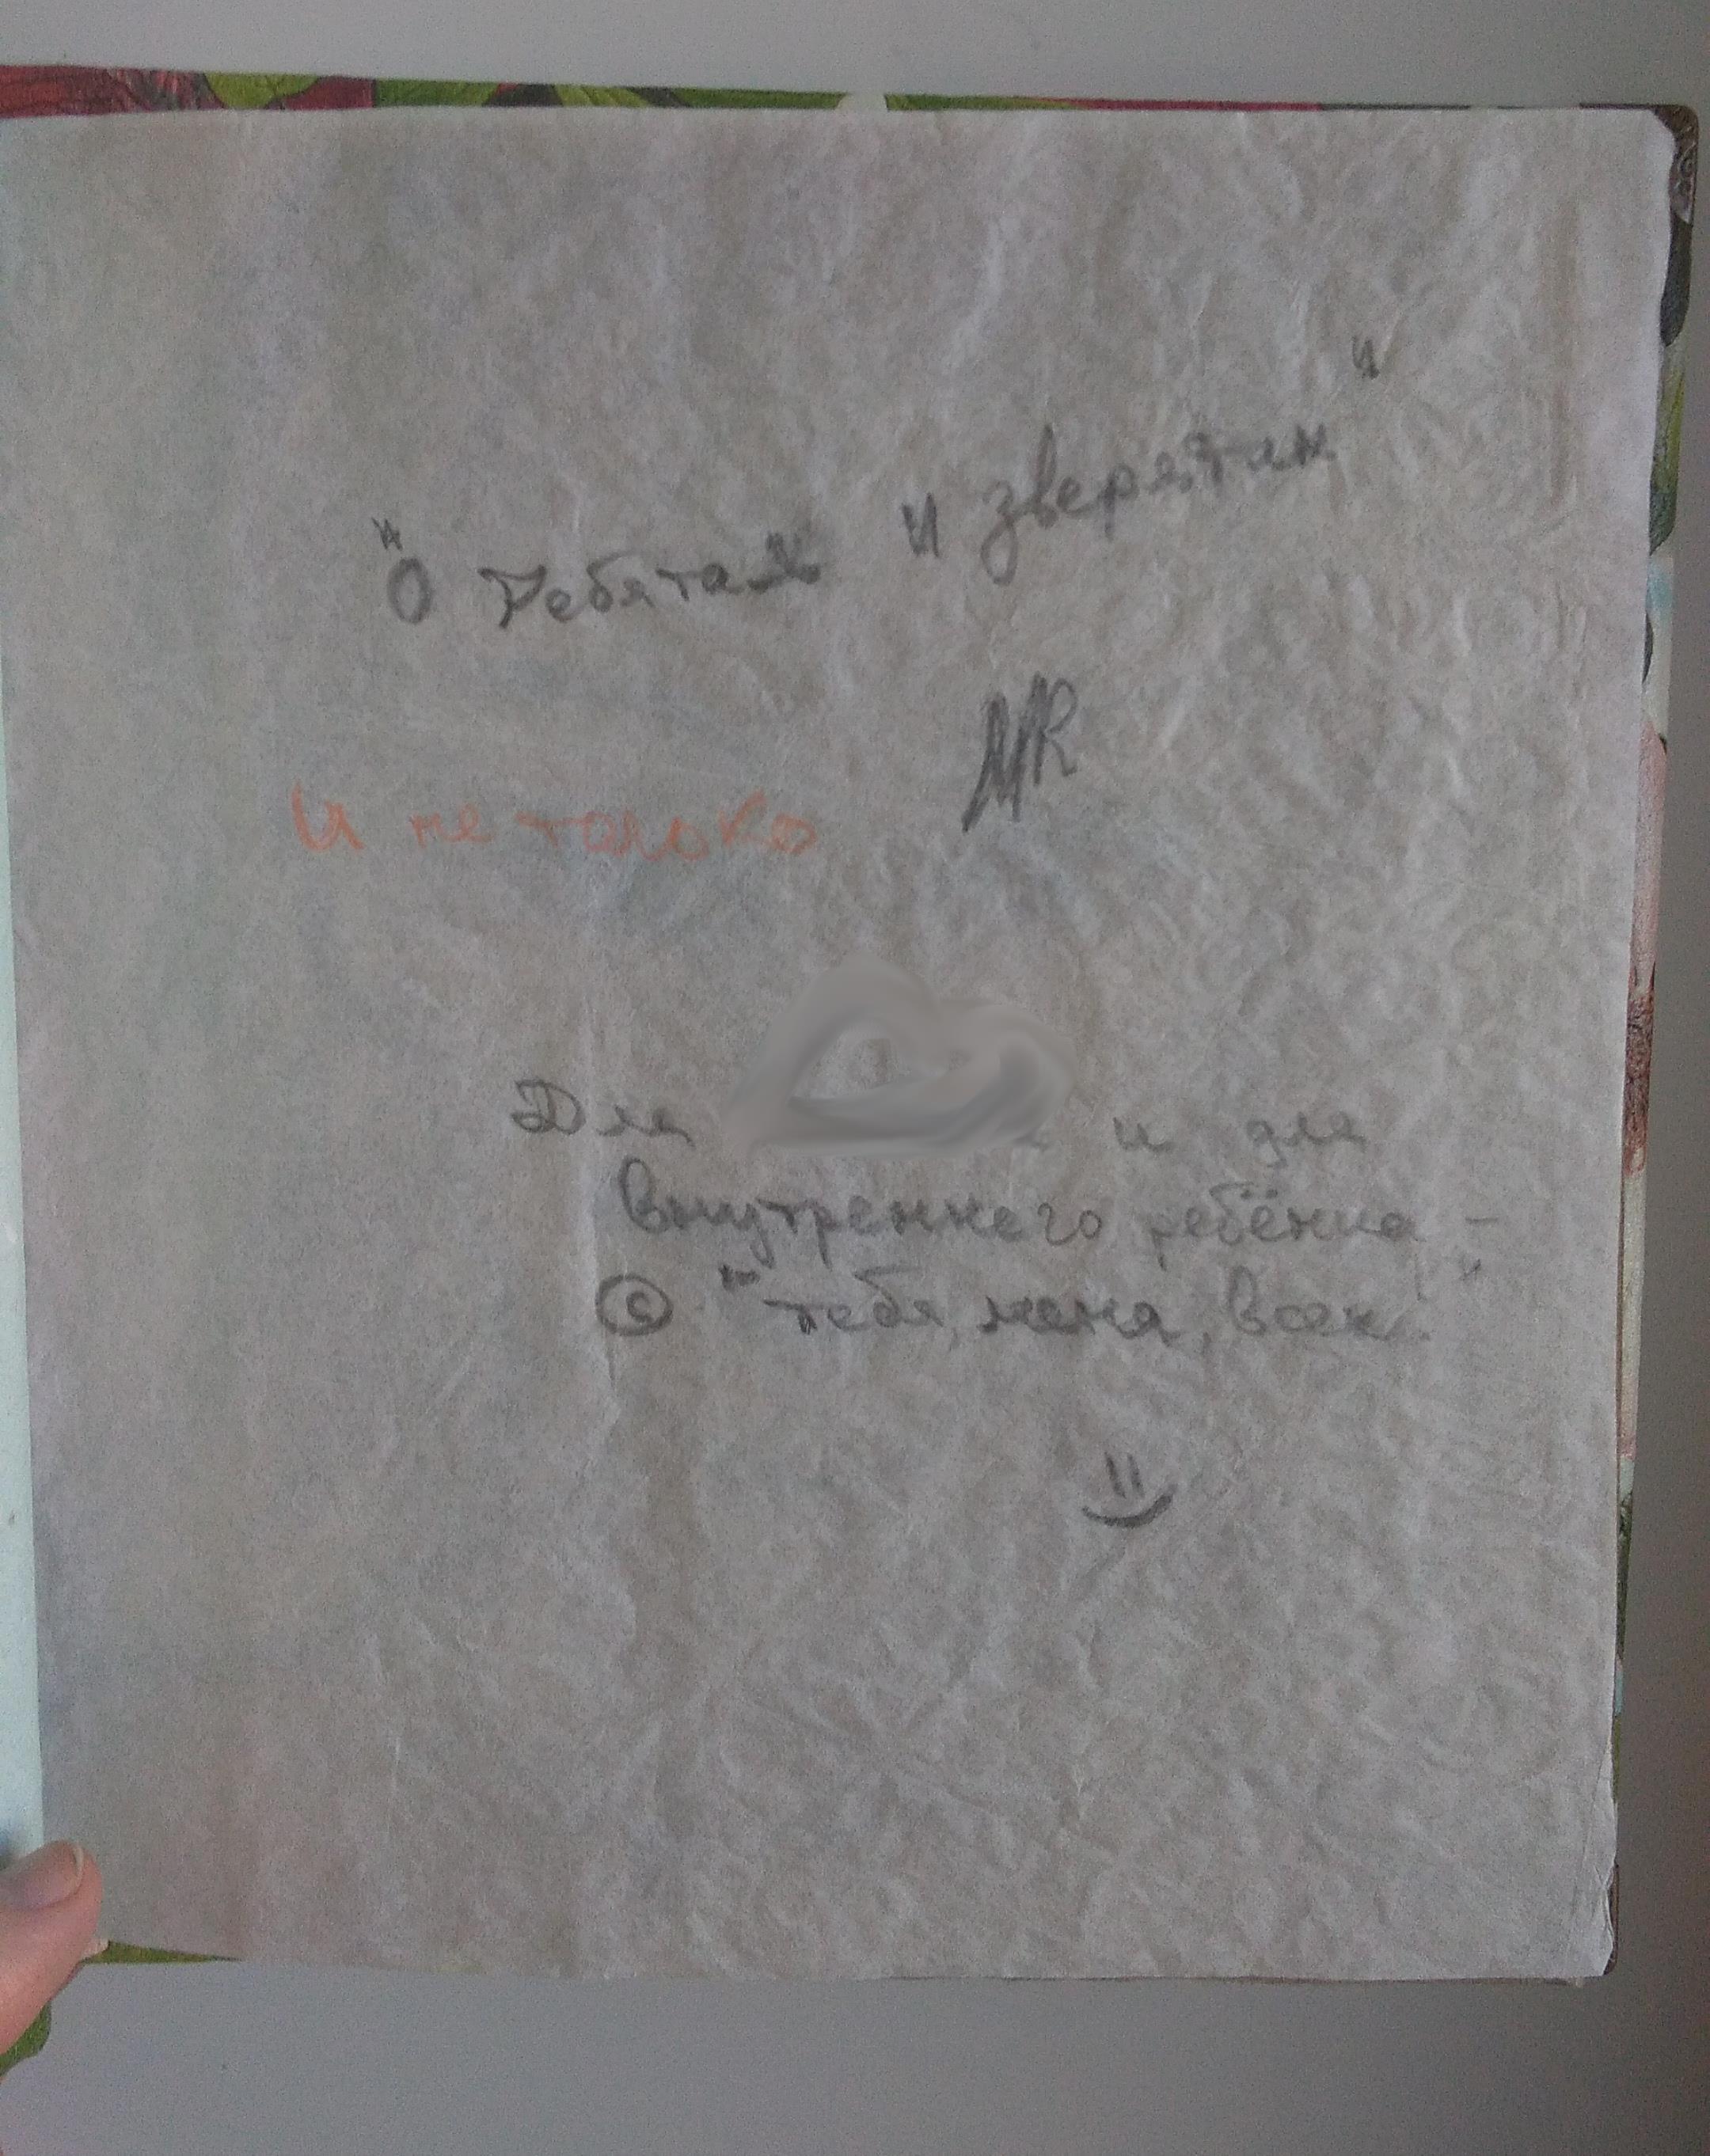 "О Ребятах и зверятах"
MR
И не только
Для и для
внутреннего ребёнка -
© "тебя, меня, всех."